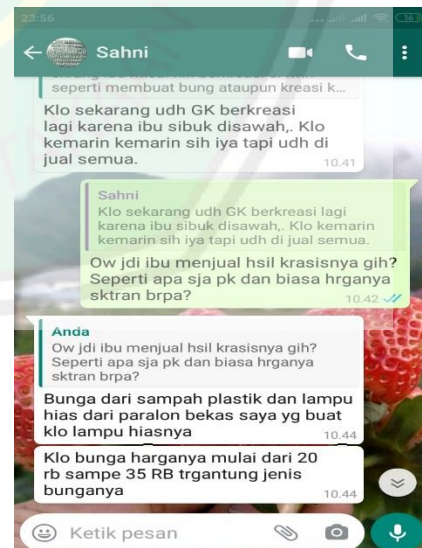 23:56
Sahni
seperti membuat bung ataupun kreasi k...
Klo sekarang udh GK berkreasi
lagi karena ibu sibuk disawah,. Klo
kemarin kemarin sih iya tapi udh di
jual semua.
10.41
Sahni
Klo sekarang udh GK berkreasi lagi
karena ibu sibuk disawah,. Klo kemarin
kemarin sih iya tapi udh di jual semua.
Ow jdi ibu menjual hsil krasisnya gih?
Seperti apa sja pk dan biasa hrganya
sktran brpa?
10.42
Anda
Ow jdi ibu menjual hsil krasisnya gih?
Seperti apa sja pk dan biasa hrganya
sktran brpa?
Bunga dari sampah plastik dan lampu
hias dari paralon bekas saya yg buat
klo lampu hiasnya
10.44
Klo bunga harganya mulai dari 20
rb sampe 35 RB trgantung jenis
bunganya
10.44
Ketik pesan